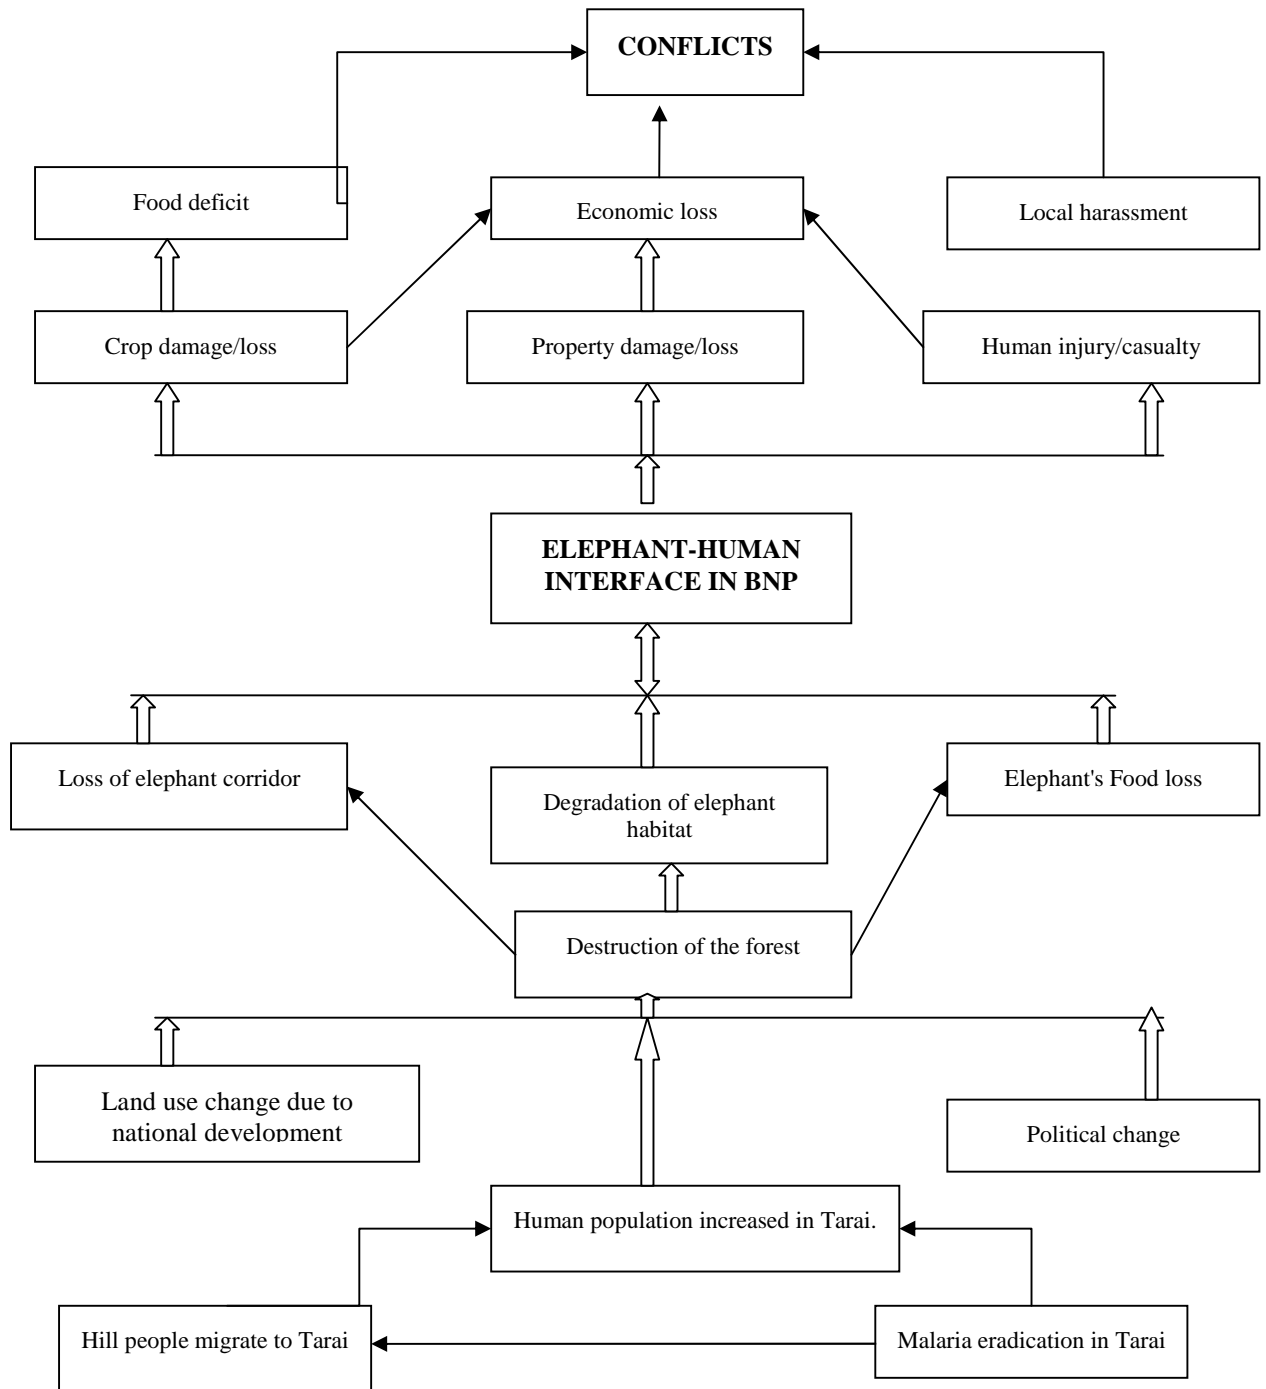 CONFLICTS
Food deficit
Economic loss
Local harassment
Crop damage/loss
Property damage/loss
Human injury/casualty
ELEPHANT-HUMAN
INTERFACE IN BNP
Loss of elephant corridor
Degradation of elephant
habitat
Elephant's Food loss
Destruction of the forest
Land use change due to
national development
Political change
Human population increased in Tarai.
Hill people migrate to Tarai
Malaria eradication in Tarai